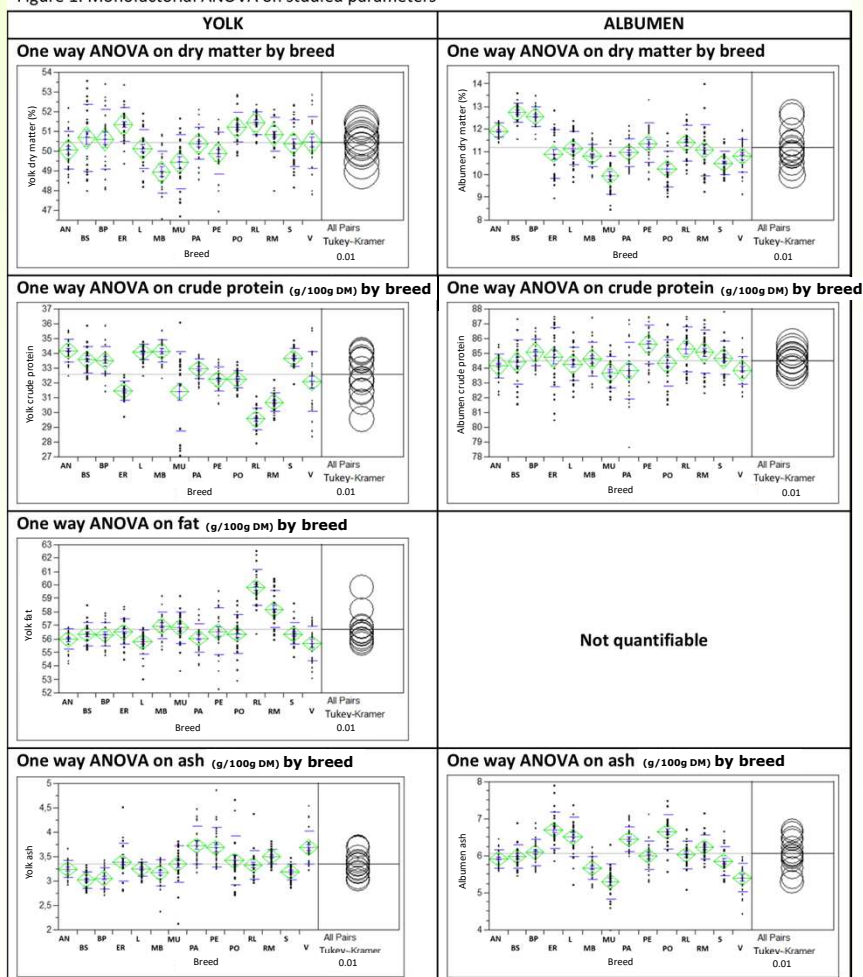 Figure 1: Monofactorial ANOVA on studied parameters
YOLK
ALBUMEN
One way ANOVA on dry matter by breed
Yolk dry matter (%)
54
53
52
51
50
49
48
47
AN BS BP ER L MB MU PA PE PO RL RM S V
Breed
All Pairs
Tukey-Kramer
0.01
One way ANOVA on dry matter by breed
Albumen dry matter (%)
14
13
12
11
10
9
8
AN BS BP ER L MB MU PA PE PO RL RM S V
Breed
All Pairs
Tukey-Kramer
0.01
One way ANOVA on crude protein (g/100g DM) by breed
Yolk crude protein
37
36
35
34
33
32
31
30
29
28
27
AN BS BP ER L MB MU PA PE PO RL RM S V
Breed
All Pairs
Tukey-Kramer
0.01
One way ANOVA on crude protein (g/100g DM) by breed
Albumen crude protein
88
87
86
85
84
83
82
81
80
79
78
AN BS BP ER L MB MU PA PE PO RL RM S V
Breed
All Pairs
Tukey-Kramer
0.01
One way ANOVA on fat (g/100g DM) by breed
Yolk fat
63
62
61
60
59
58
57
56
55
54
53
52
AN BS BP ER L MB MU PA PE PO RL RM S V
Breed
All Pairs
Tukey-Kramer
0.01
Not quantifiable
One way ANOVA on ash (g/100g DM) by breed
Yolk ash
5
4,5
4
3,5
3
2,5
2
AN BS BP ER L MB MU PA PE PO RL RM S V
Breed
All Pairs
Tukey-Kramer
0.01
One way ANOVA on ash (g/100g DM) by breed
Albumen ash
8
7
6
5
4
AN BS BP ER L MB MU PA PE PO RL RM S V
Breed
All Pairs
Tukey-Kramer
0.01